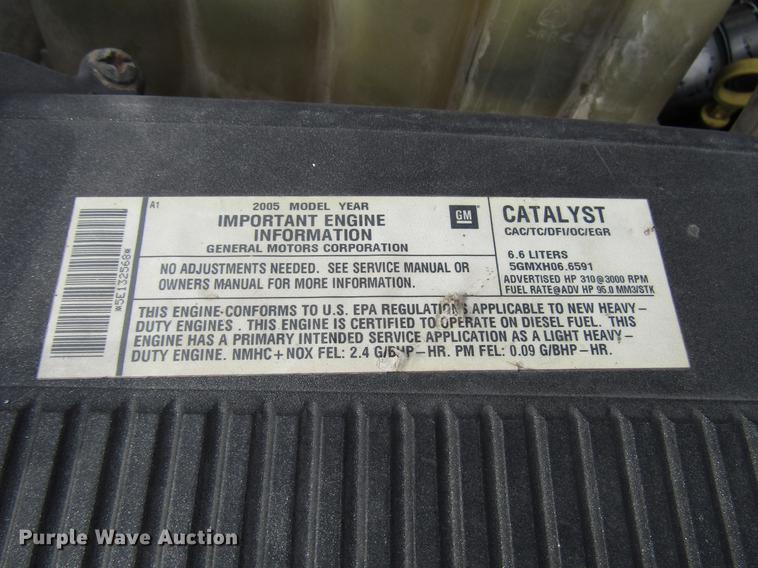 *5E132568*
A1
2005 MODEL YEAR
IMPORTANT ENGINE
INFORMATION
GENERAL MOTORS CORPORATION
GM
NO ADJUSTMENTS NEEDED. SEE SERVICE MANUAL OR
OWNERS MANUAL FOR MORE INFORMATION.
CATALYST
CAC/TC/DFI/OC/EGR
6.6 LITERS
5GMXH06.6591
ADVERTISED HP 310@3000 RPM
FUEL RATE@ADV HP 95.0 MM3/STK
THIS ENGINE-CONFORMS TO U.S. EPA REGULATIONS APPLICABLE TO NEW HEAVY-
DUTY ENGINES . THIS ENGINE IS CERTIFIED TO OPERATE ON DIESEL FUEL. THIS
ENGINE HAS A PRIMARY INTENDED SERVICE APPLICATION AS A LIGHT HEAVY-
DUTY ENGINE. NMHC+NOX FEL: 2.4 G/BHP-HR. PM FEL: 0.09 G/BHP-HR.
Purple Wave Auction